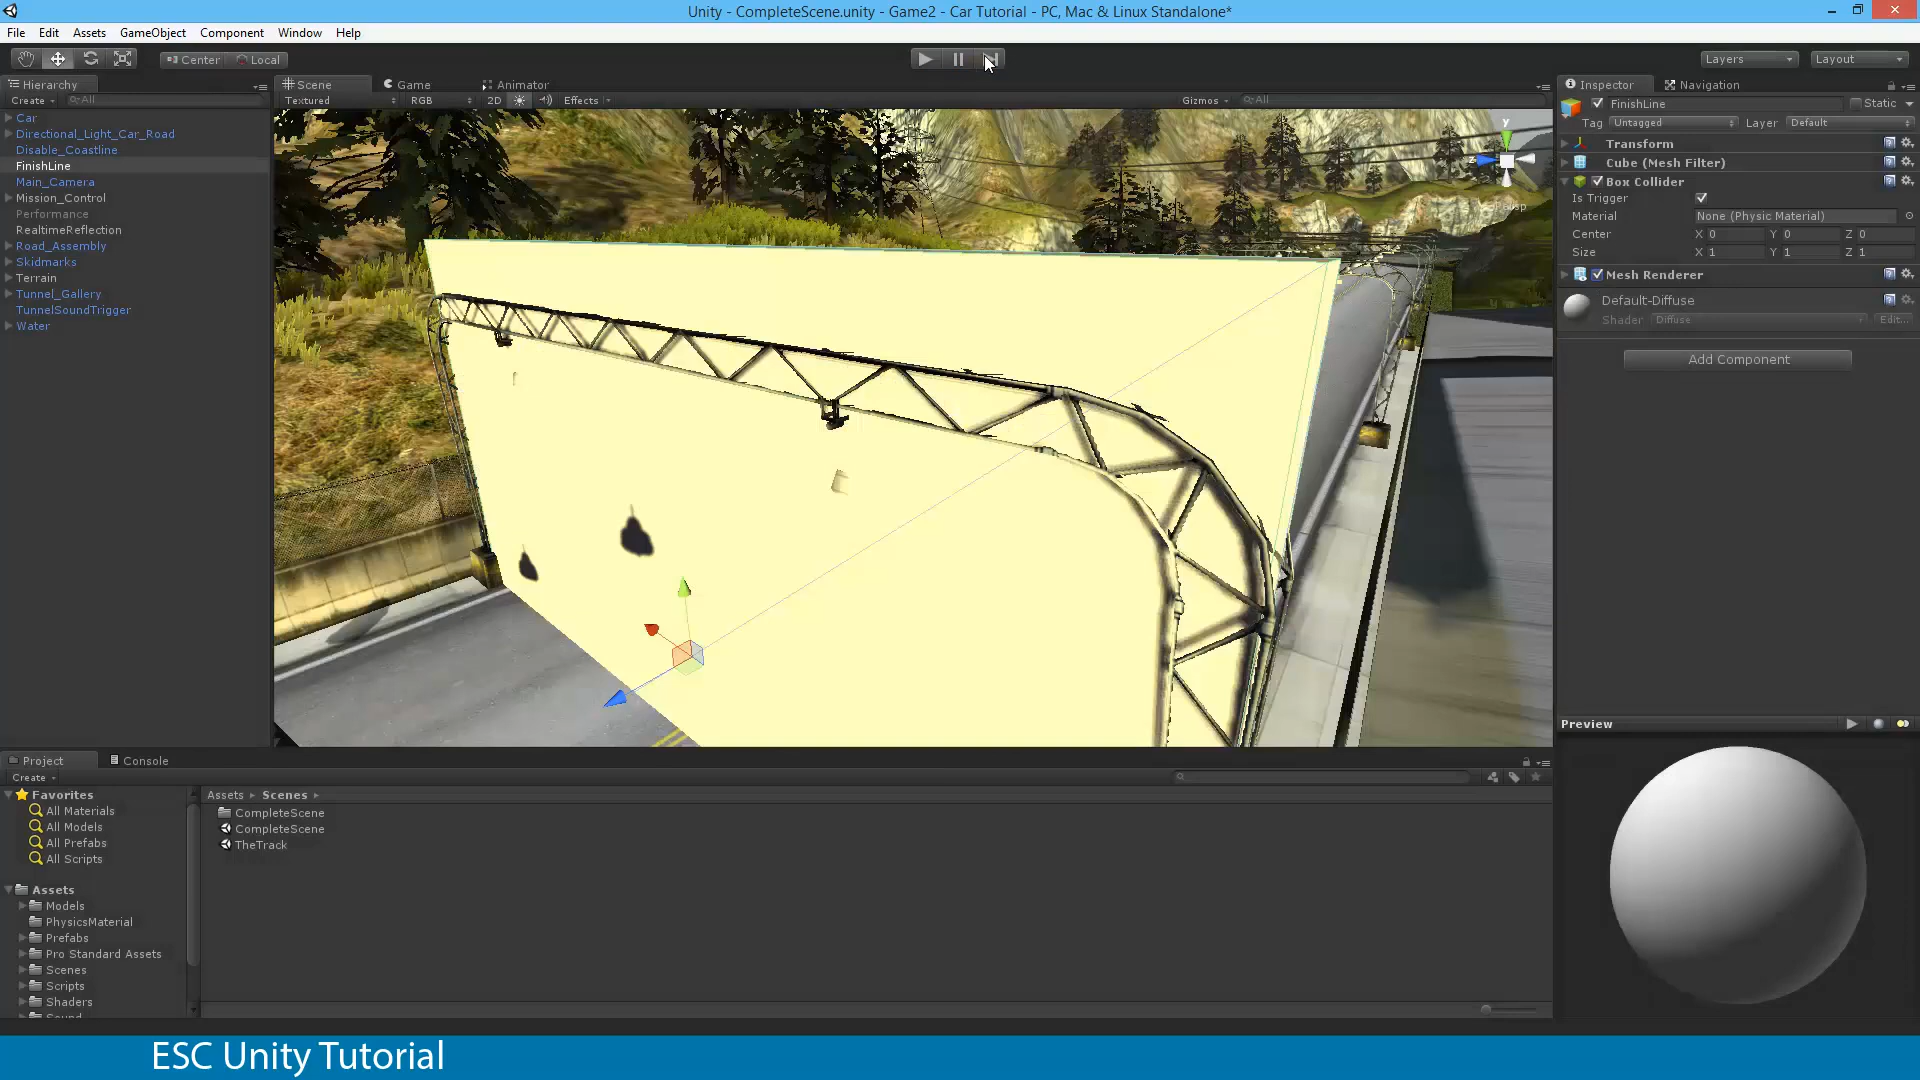 Unity - CompleteScene.unity - Game2 - Car Tutorial - PC, Mac & Linux Standalone*
File Edit Assets GameObject Component Window Help
Center Local Layers Layout
Hierarchy
Create All
Car
Directional_Light_Car_Road
Disable_Coastline
FinishLine
Main_Camera
Mission_Control
Performance
RealtimeReflection
Road_Assembly
Skidmarks
Terrain
Tunnel_Gallery
TunnelSoundTrigger
Water
Scene Game Animator
Textured RGB 2D Effects Gizmos All
y
z
Persp
Inspector Navigation
FinishLine Static
Tag Untagged Layer Default
Transform
Cube (Mesh Filter)
Box Collider
Is Trigger
Material None (Physic Material)
Center X 0 Y 0 Z 0
Size X 1 Y 1 Z 1
Mesh Renderer
Default-Diffuse
Shader Diffuse Edit...
Add Component
Preview
Project Console
Create
Favorites
All Materials
All Models
All Prefabs
All Scripts
Assets
Models
PhysicsMaterial
Prefabs
Pro Standard Assets
Scenes
Scripts
Shaders
Sound
Assets Scenes
CompleteScene
CompleteScene
TheTrack
ESC Unity Tutorial